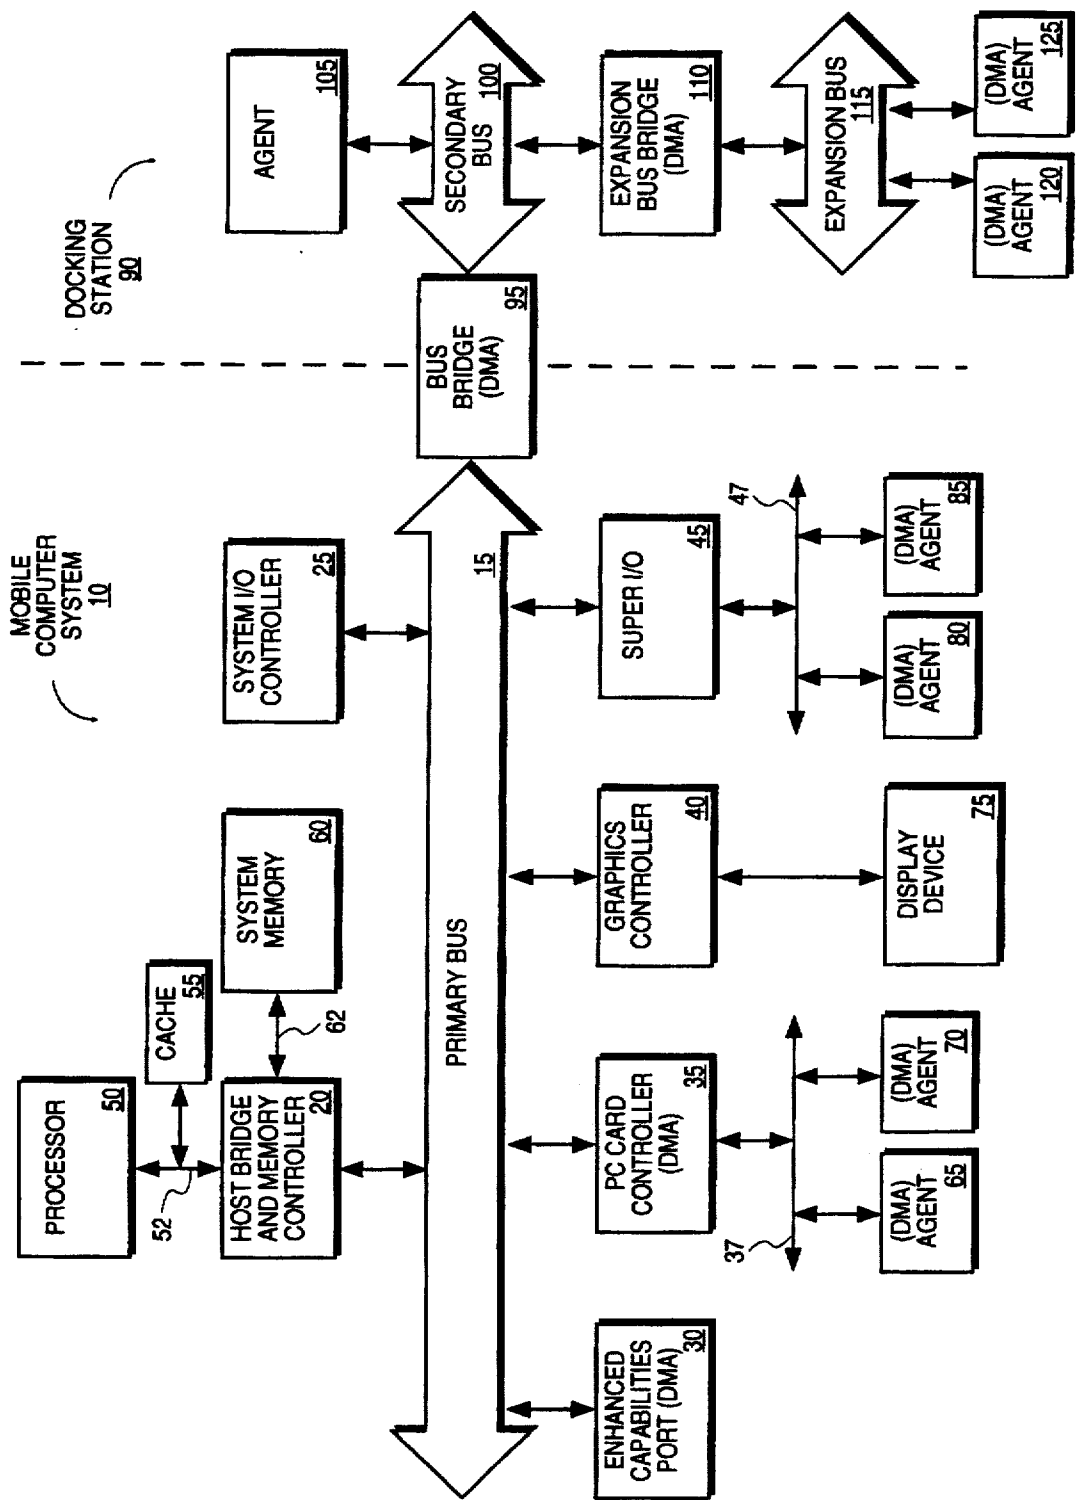 MOBILE
COMPUTER
SYSTEM
10
DOCKING
STATION
90
PROCESSOR
50
52
CACHE
55
HOST BRIDGE
AND MEMORY
CONTROLLER
20
62
SYSTEM
MEMORY
60
SYSTEM I/O
CONTROLLER
25
AGENT
105
PRIMARY BUS
15
BUS
BRIDGE
(DMA)
95
SECONDARY
BUS
100
ENHANCED
CAPABILITIES
PORT (DMA)
30
PC CARD
CONTROLLER
(DMA)
35
GRAPHICS
CONTROLLER
40
SUPER I/O
45
EXPANSION
BUS BRIDGE
(DMA)
110
37
47
EXPANSION BUS
115
(DMA)
AGENT
65
(DMA)
AGENT
70
DISPLAY
DEVICE
75
(DMA)
AGENT
80
(DMA)
AGENT
85
(DMA)
AGENT
120
(DMA)
AGENT
125